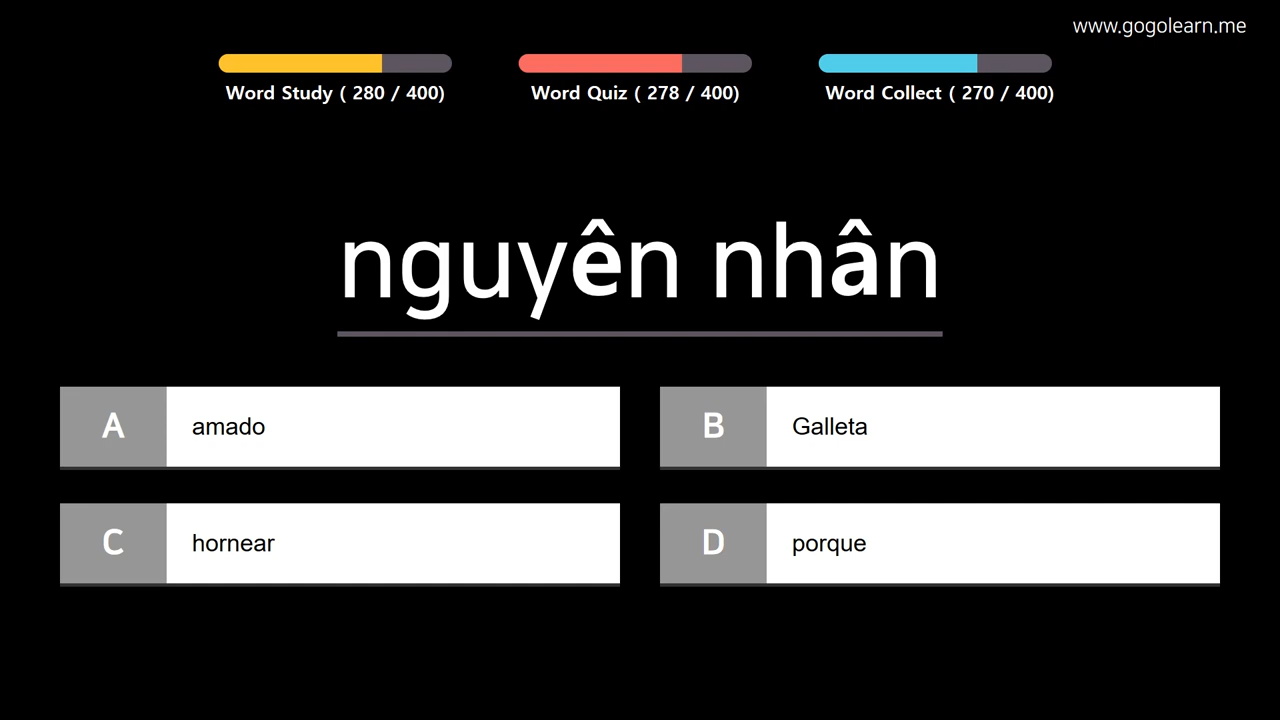 www.gogolearn.me
Word Study ( 280 / 400)
Word Quiz ( 278 / 400)
Word Collect ( 270 / 400)
nguyên nhân
A amado
B Galleta
C hornear
D porque